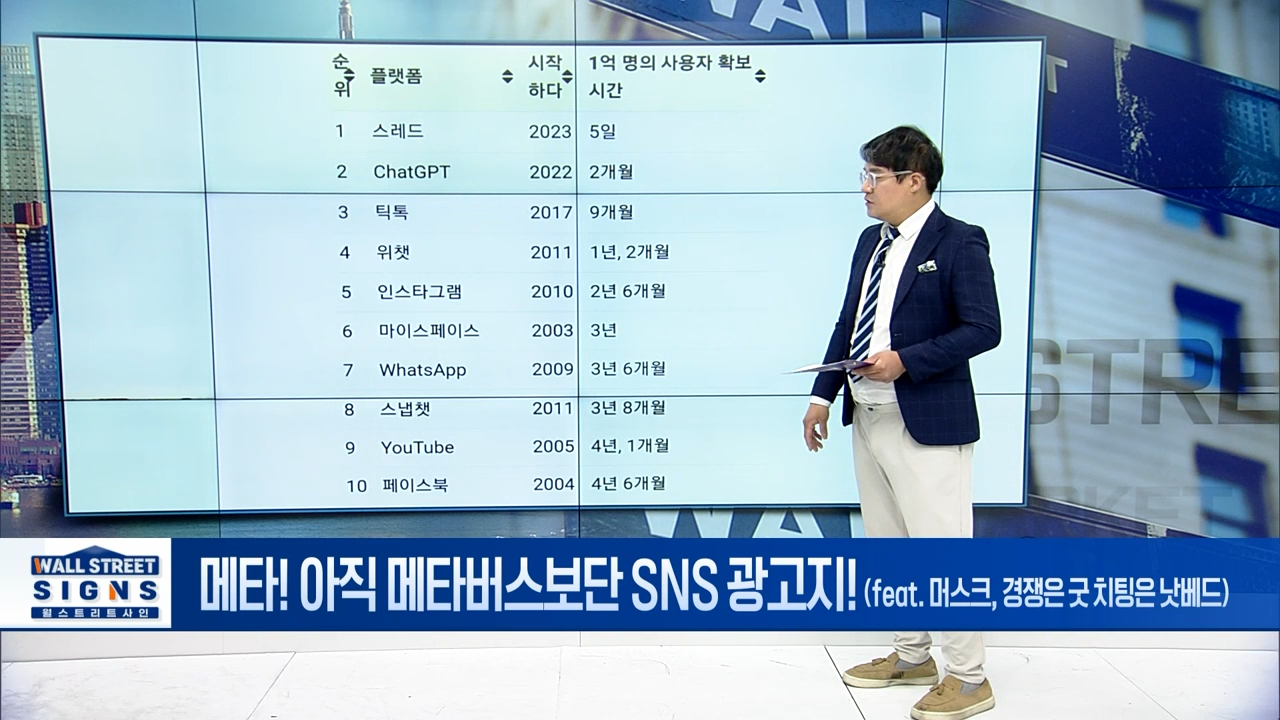 WALL
T
STRE
KET
WALL
순위 플랫폼 시작하다 1억 명의 사용자 확보 시간
1 스레드 2023 5일
2 ChatGPT 2022 2개월
3 틱톡 2017 9개월
4 위챗 2011 1년, 2개월
5 인스타그램 2010 2년 6개월
6 마이스페이스 2003 3년
7 WhatsApp 2009 3년 6개월
8 스냅챗 2011 3년 8개월
9 YouTube 2005 4년, 1개월
10 페이스북 2004 4년 6개월
WALL STREET
SIGNS
월스트리트사인
메타! 아직 메타버스보단 SNS 광고지! (feat. 머스크, 경쟁은 굿 치팅은 낫베드)